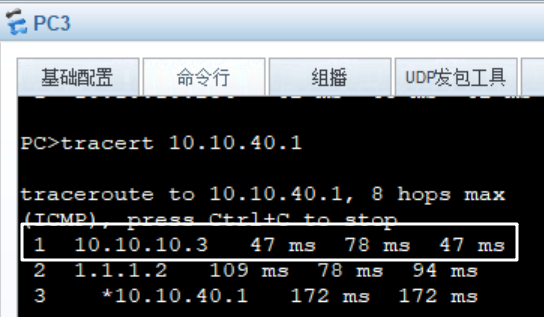 PC3
基础配置 命令行 组播 UDP发包工具
PC>tracert 10.10.40.1
traceroute to 10.10.40.1, 8 hops max
(ICMP), press Ctrl+C to stop
1 10.10.10.3 47 ms 78 ms 47 ms
2 1.1.1.2 109 ms 78 ms 94 ms
3 *10.10.40.1 172 ms 172 ms